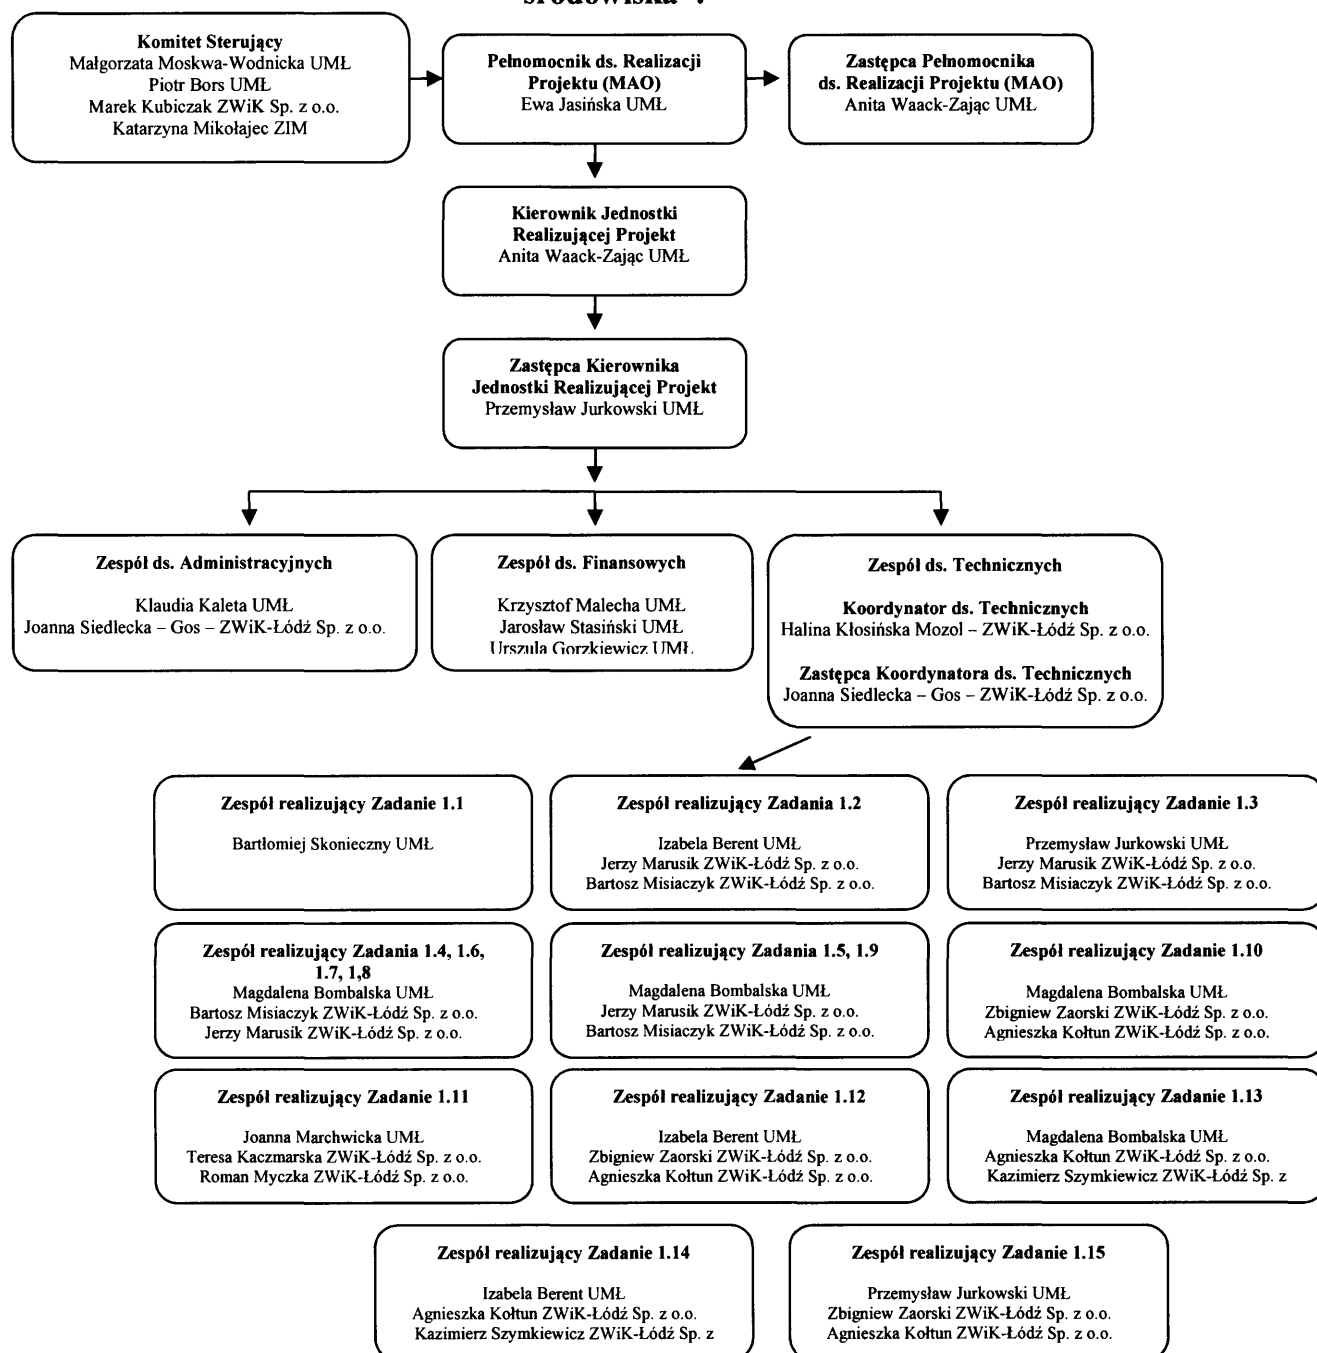 środowiska".
Komitet Sterujący
Małgorzata Moskwa-Wodnicka UMŁ
Piotr Bors UMŁ
Marek Kubiczak ZWiK Sp. z o.o.
Katarzyna Mikołajec ZIM
Pełnomocnik ds. Realizacji
Projektu (MAO)
Ewa Jasińska UMŁ
Zastępca Pełnomocnika
ds. Realizacji Projektu (MAO)
Anita Waack-Zając UMŁ
Kierownik Jednostki
Realizującej Projekt
Anita Waack-Zając UMŁ
Zastępca Kierownika
Jednostki Realizującej Projekt
Przemysław Jurkowski UMŁ
Zespół ds. Administracyjnych
Klaudia Kaleta UMŁ
Joanna Siedlecka – Gos – ZWiK-Łódź Sp. z o.o.
Zespół ds. Finansowych
Krzysztof Malecha UMŁ
Jarosław Stasiński UMŁ
Urszula Gorzkiewicz UMŁ
Zespół ds. Technicznych
Koordynator ds. Technicznych
Halina Kłosińska Mozol – ZWiK-Łódź Sp. z o.o.
Zastępca Koordynatora ds. Technicznych
Joanna Siedlecka – Gos – ZWiK-Łódź Sp. z o.o.
Zespół realizujący Zadanie 1.1
Bartłomiej Skonieczny UMŁ
Zespół realizujący Zadania 1.2
Izabela Berent UMŁ
Jerzy Marusik ZWiK-Łódź Sp. z o.o.
Bartosz Misiaczyk ZWiK-Łódź Sp. z o.o.
Zespół realizujący Zadanie 1.3
Przemysław Jurkowski UMŁ
Jerzy Marusik ZWiK-Łódź Sp. z o.o.
Bartosz Misiaczyk ZWiK-Łódź Sp. z o.o.
Zespół realizujący Zadania 1.4, 1.6,
1.7, 1,8
Magdalena Bombalska UMŁ
Bartosz Misiaczyk ZWiK-Łódź Sp. z o.o.
Jerzy Marusik ZWiK-Łódź Sp. z o.o.
Zespół realizujący Zadania 1.5, 1.9
Magdalena Bombalska UMŁ
Jerzy Marusik ZWiK-Łódź Sp. z o.o.
Bartosz Misiaczyk ZWiK-Łódź Sp. z o.o.
Zespół realizujący Zadanie 1.10
Magdalena Bombalska UMŁ
Zbigniew Zaorski ZWiK-Łódź Sp. z o.o.
Agnieszka Kołtun ZWiK-Łódź Sp. z o.o.
Zespół realizujący Zadanie 1.11
Joanna Marchwicka UMŁ
Teresa Kaczmarska ZWiK-Łódź Sp. z o.o.
Roman Myczka ZWiK-Łódź Sp. z o.o.
Zespół realizujący Zadanie 1.12
Izabela Berent UMŁ
Zbigniew Zaorski ZWiK-Łódź Sp. z o.o.
Agnieszka Kołtun ZWiK-Łódź Sp. z o.o.
Zespół realizujący Zadanie 1.13
Magdalena Bombalska UMŁ
Agnieszka Kołtun ZWiK-Łódź Sp. z o.o.
Kazimierz Szymkiewicz ZWiK-Łódź Sp. z
Zespół realizujący Zadanie 1.14
Izabela Berent UMŁ
Agnieszka Kołtun ZWiK-Łódź Sp. z o.o.
Kazimierz Szymkiewicz ZWiK-Łódź Sp. z
Zespół realizujący Zadanie 1.15
Przemysław Jurkowski UMŁ
Zbigniew Zaorski ZWiK-Łódź Sp. z o.o.
Agnieszka Kołtun ZWiK-Łódź Sp. z o.o.